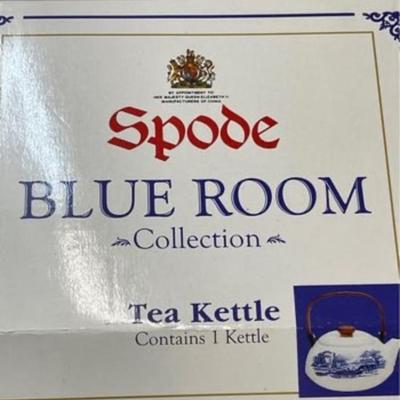 BY APPOINTMENT TO
HER MAJESTY QUEEN ELIZABETH II
MANUFACTURERS OF CHINA
Spode
BLUE ROOM
Collection
Tea Kettle
Contains 1 Kettle